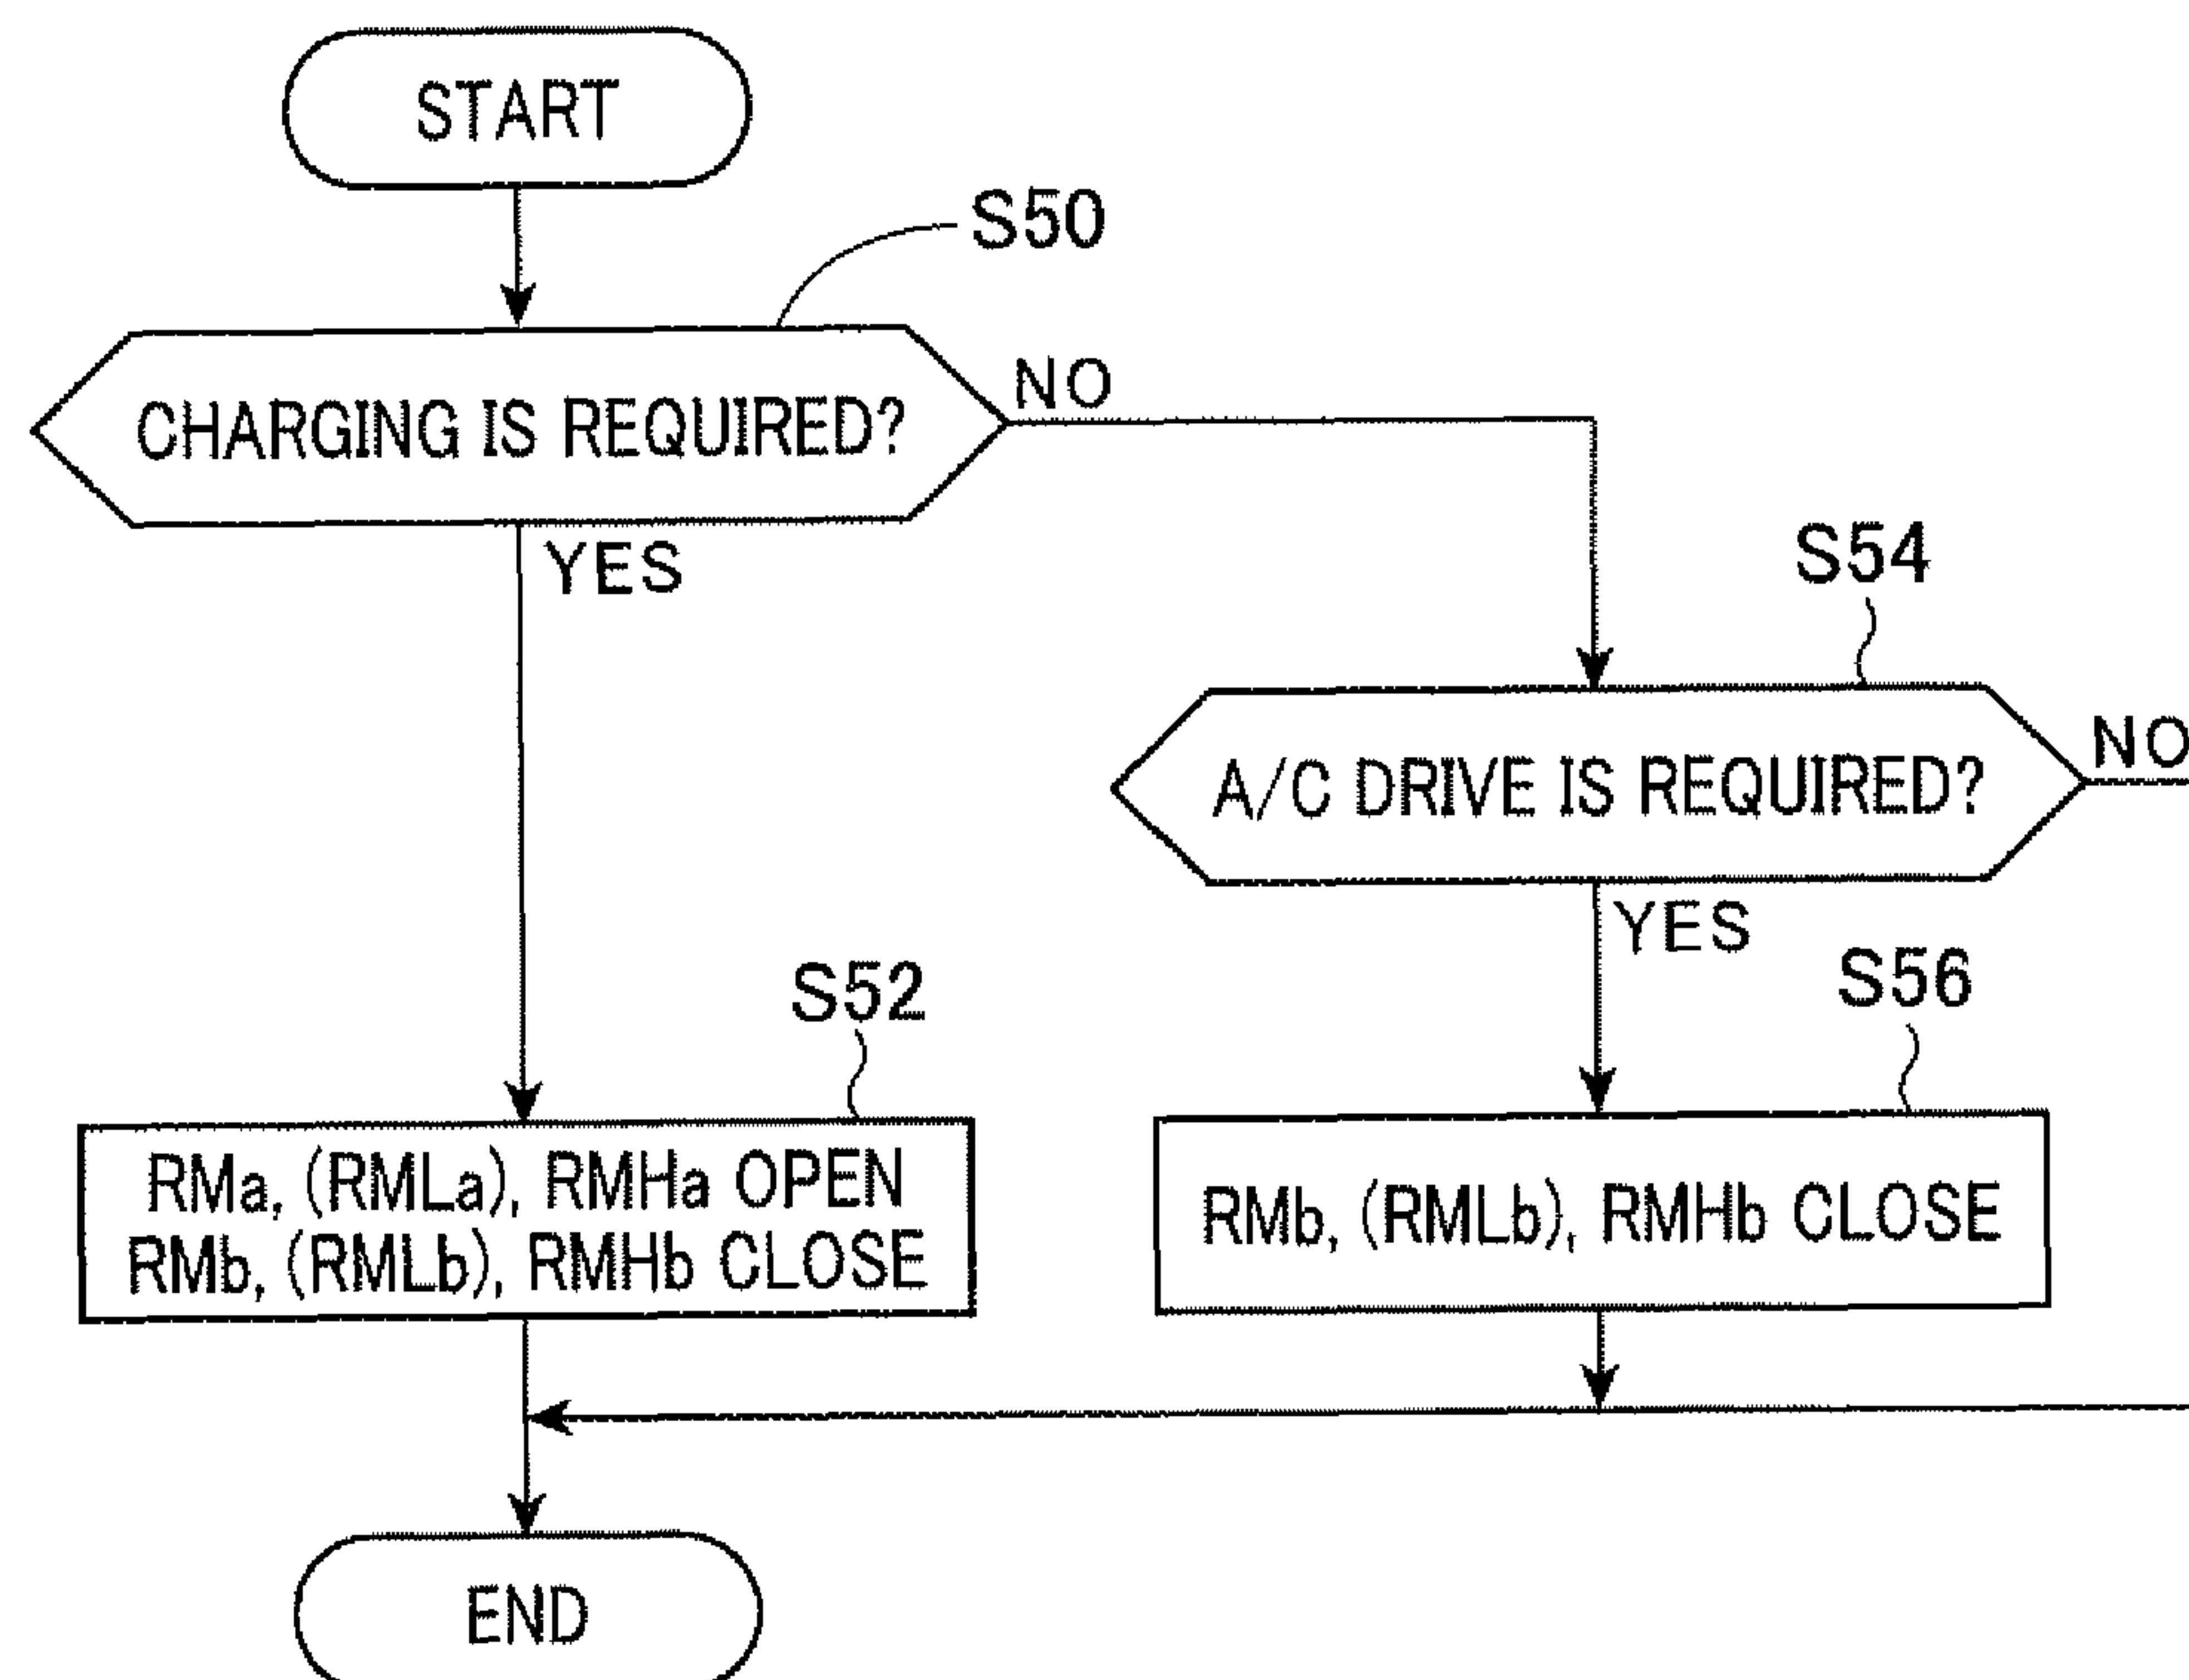 START
S50
CHARGING IS REQUIRED?
NO
YES
S54
A/C DRIVE IS REQUIRED?
NO
YES
S52
S56
RMa, (RMLa), RMHa OPEN
RMb, (RMLb), RMHb CLOSE
RMb, (RMLb), RMHb CLOSE
END